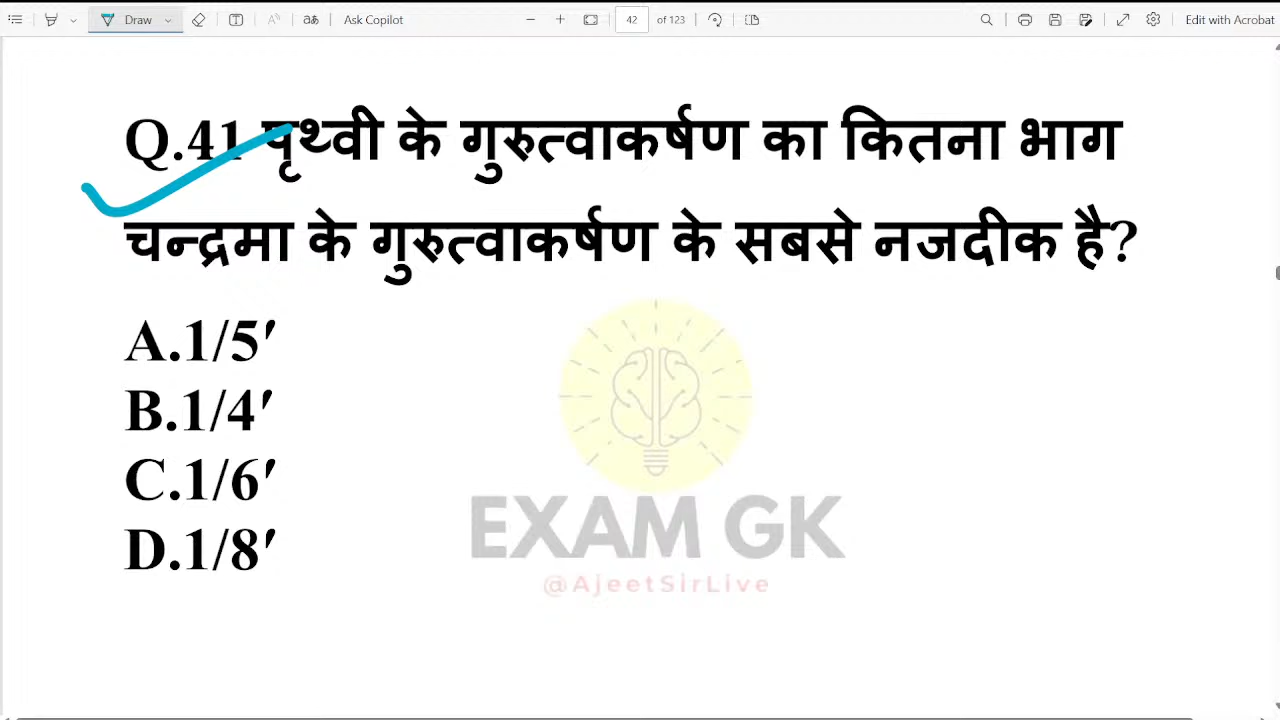 Draw
Ask Copilot
42 of 123
Edit with Acrobat
Q.41 पृथ्वी के गुरुत्वाकर्षण का कितना भाग
चन्द्रमा के गुरुत्वाकर्षण के सबसे नजदीक है?
A.1/5′
B.1/4′
C.1/6′
D.1/8′
EXAM GK
@AjeetSirLive